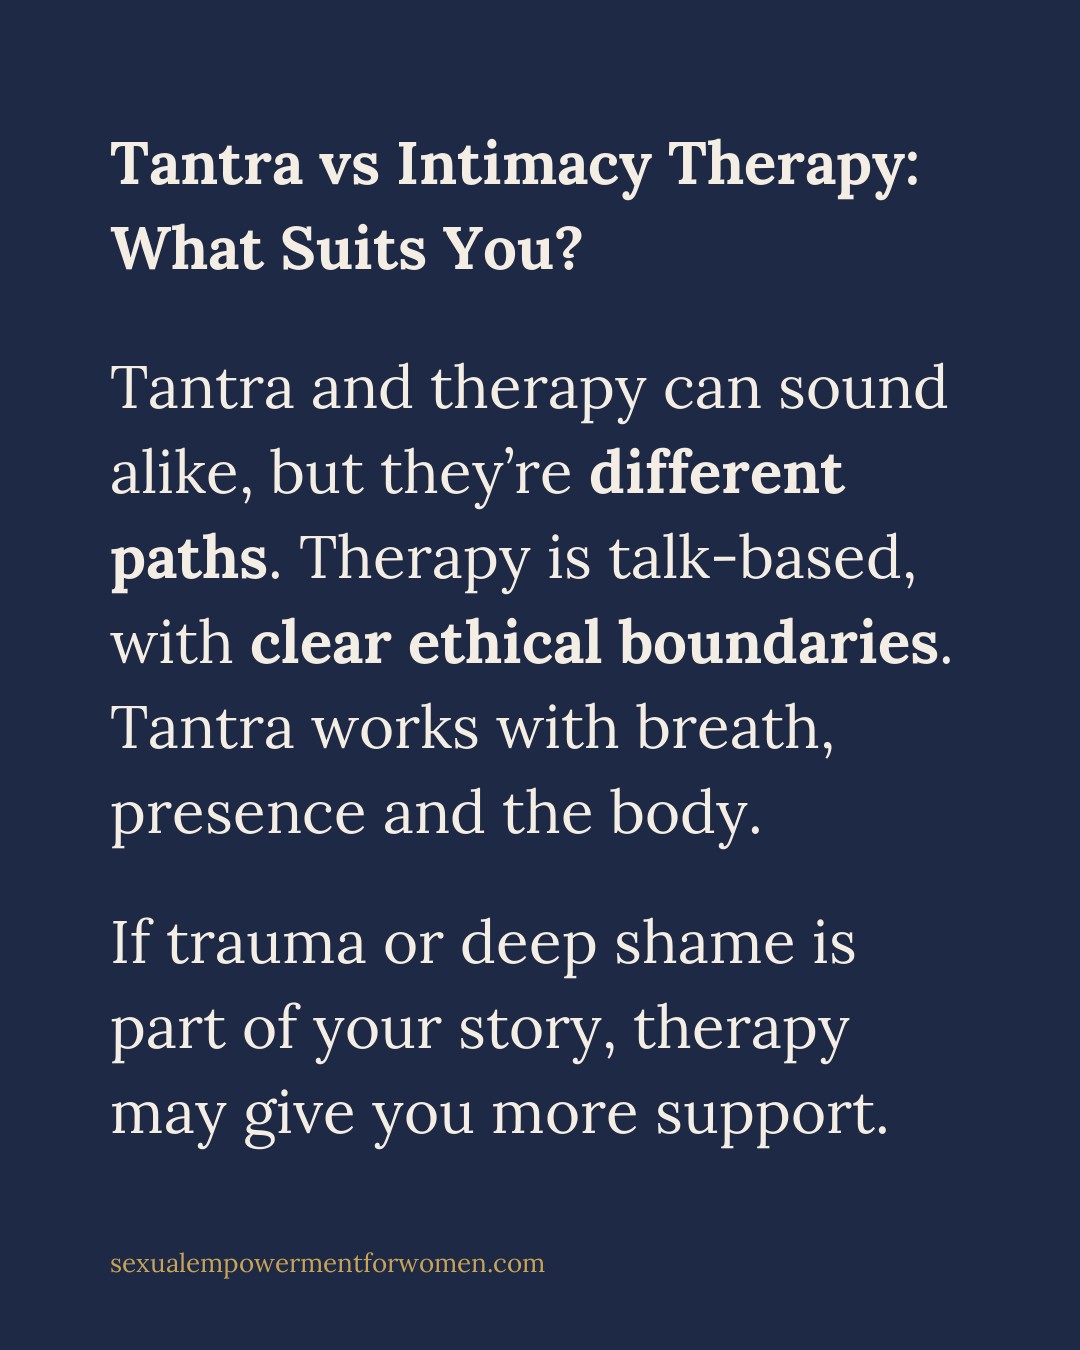 Tantra vs Intimacy Therapy:
What Suits You?
Tantra and therapy can sound
alike, but they’re different
paths. Therapy is talk-based,
with clear ethical boundaries.
Tantra works with breath,
presence and the body.
If trauma or deep shame is
part of your story, therapy
may give you more support.
sexualempowermentforwomen.com